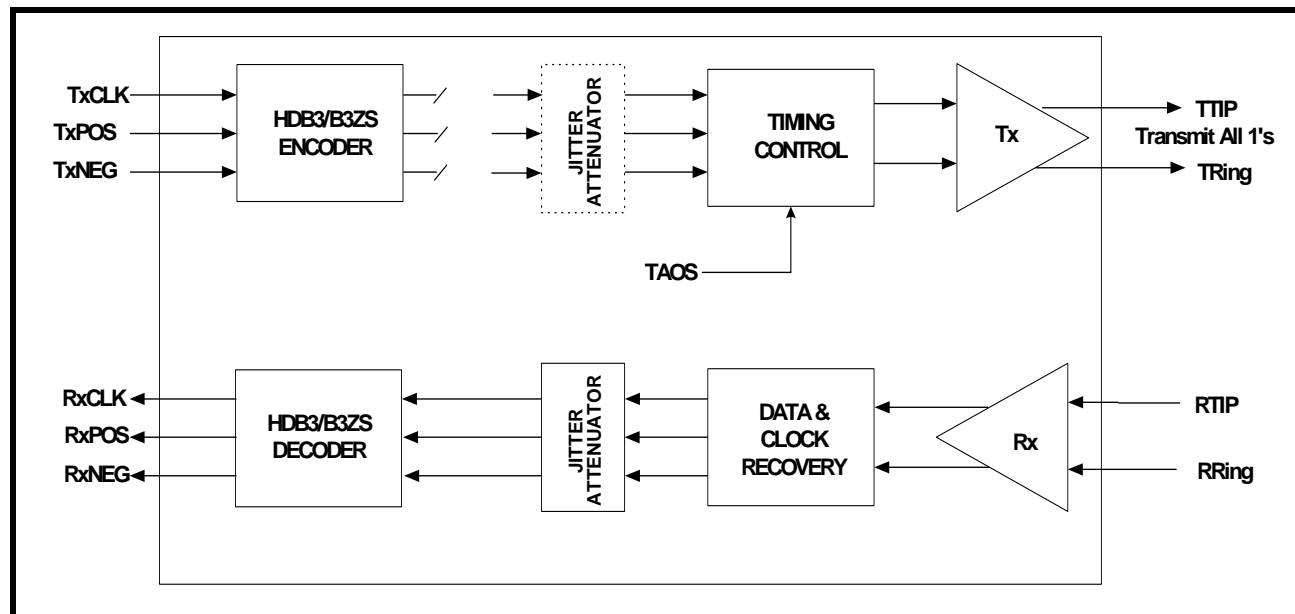 TxCLK
TxPOS
TxNEG
HDB3/B3ZS
ENCODER
JITTER
ATTENUATOR
TIMING
CONTROL
Tx
TTIP
Transmit All 1's
TRing
TAOS
RxCLK
RxPOS
RxNEG
HDB3/B3ZS
DECODER
JITTER
ATTENUATOR
DATA &
CLOCK
RECOVERY
Rx
RTIP
RRing